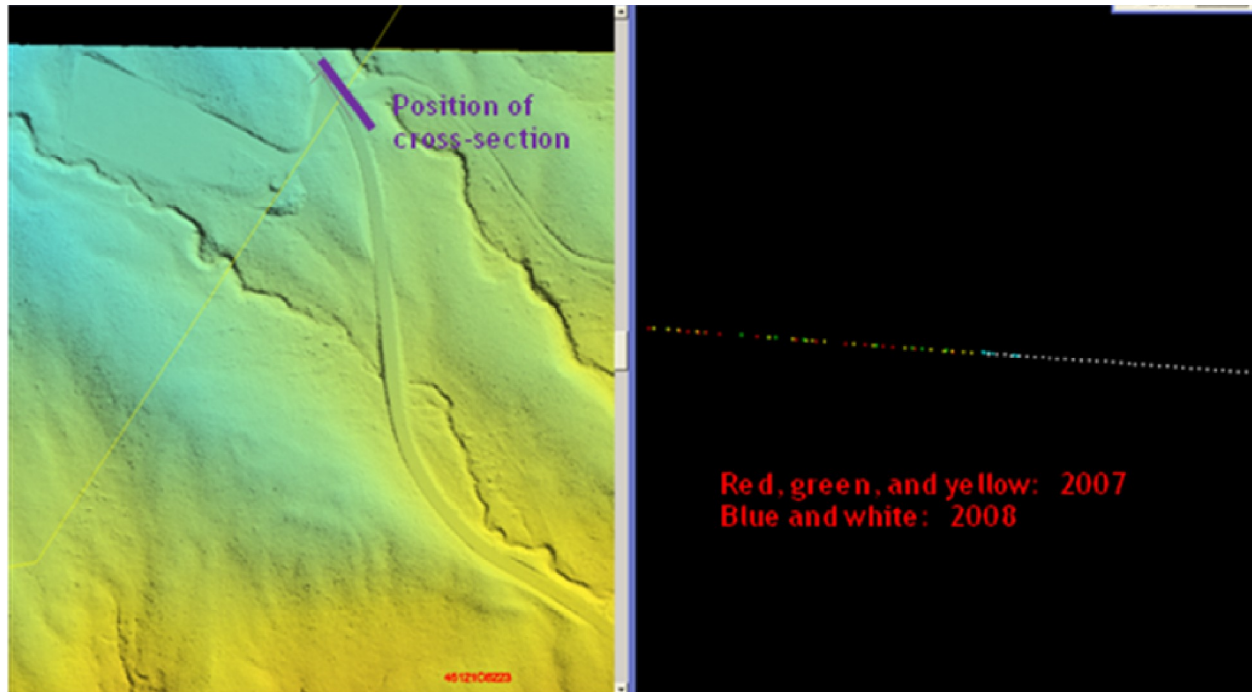 Position of
cross-section
Red, green, and yellow: 2007
Blue and white: 2008